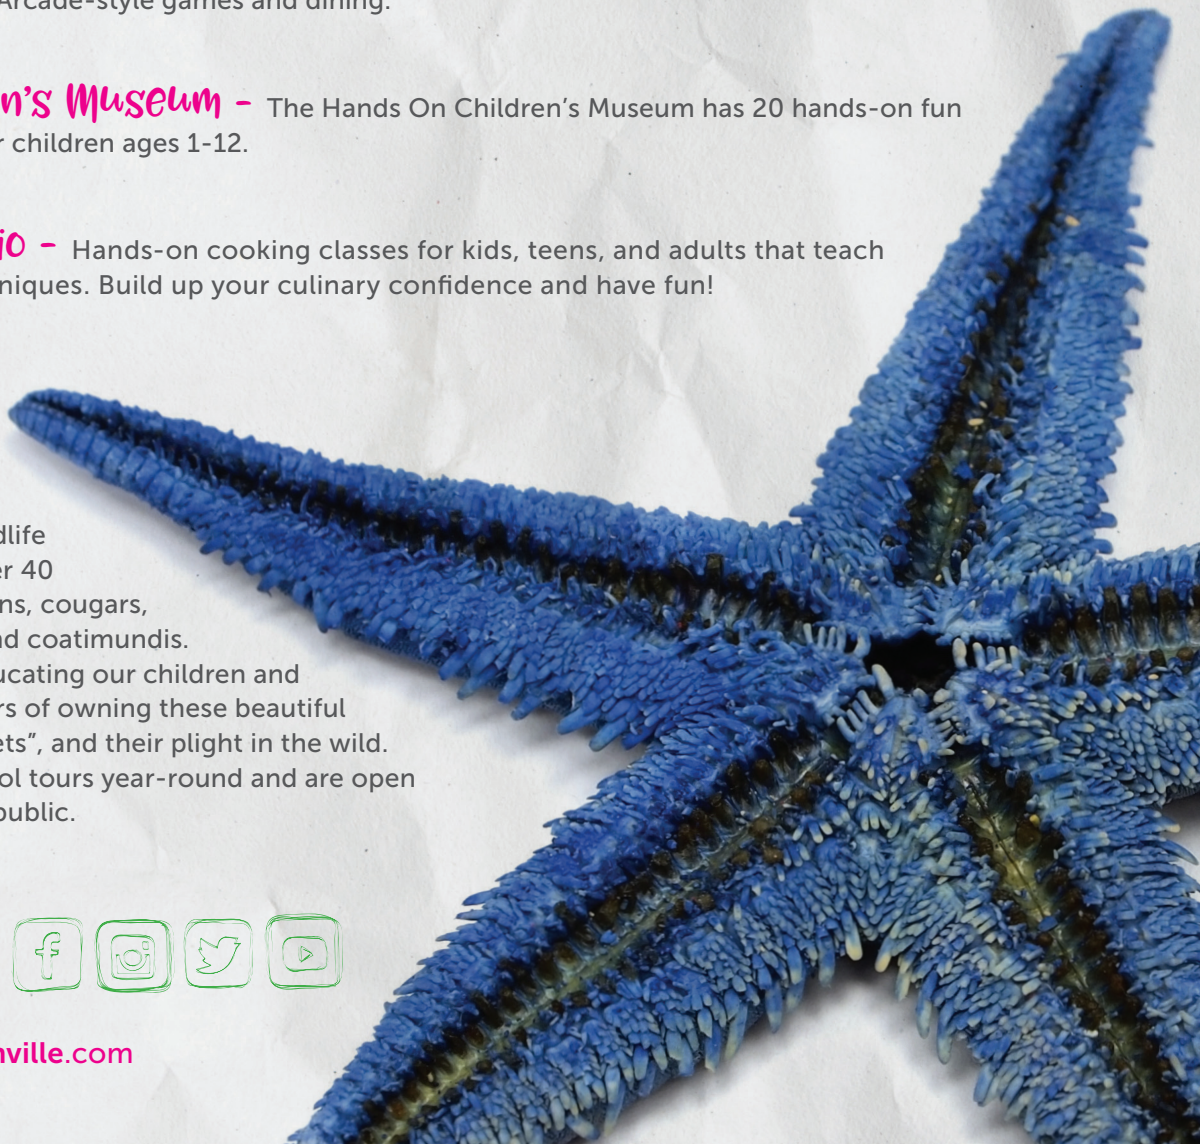 Arcade-style games and dining.
n's Museum - The Hands On Children's Museum has 20 hands-on fun
r children ages 1-12.
io - Hands-on cooking classes for kids, teens, and adults that teach
niques. Build up your culinary confidence and have fun!
dlife
er 40
ns, cougars,
nd coatimundis.
ucating our children and
rs of owning these beautiful
ets”, and their plight in the wild.
ol tours year-round and are open
public.
nville.com